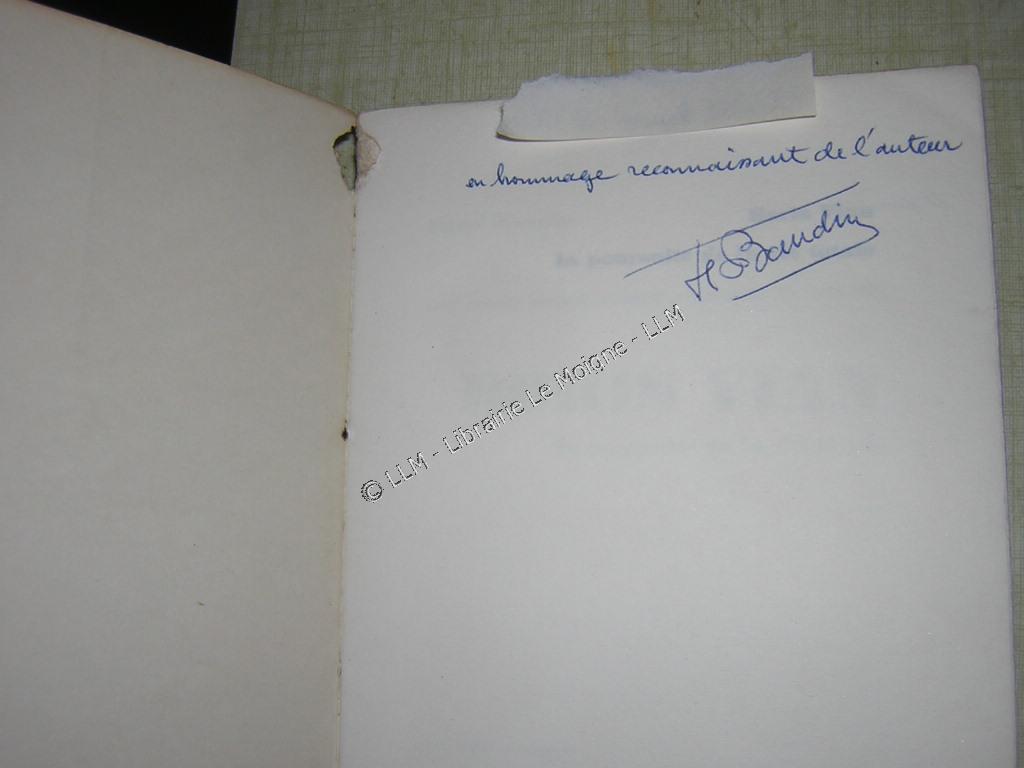 en hommage reconnaissant de l'auteur
H Baudin
© LLM - Librairie Le Moigne - LLM